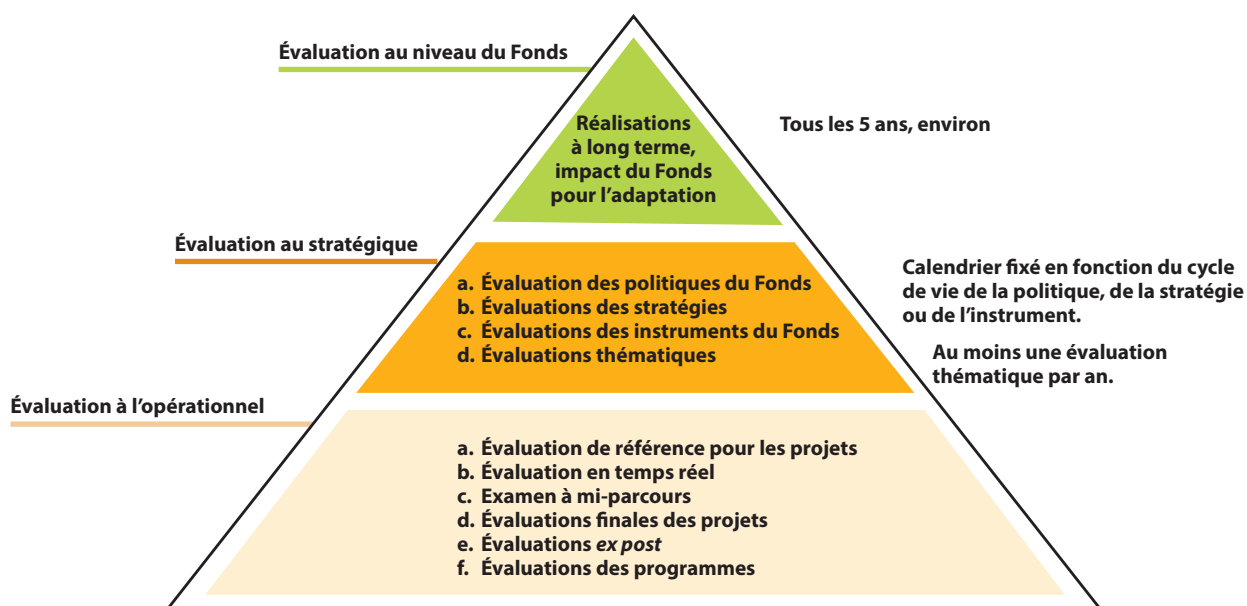 Évaluation au niveau du Fonds
Réalisations
à long terme,
impact du Fonds
pour l’adaptation
Tous les 5 ans, environ
Évaluation au stratégique
a. Évaluation des politiques du Fonds
b. Évaluations des stratégies
c. Évaluations des instruments du Fonds
d. Évaluations thématiques
Calendrier fixé en fonction du cycle
de vie de la politique, de la stratégie
ou de l’instrument.
Au moins une évaluation
thématique par an.
Évaluation à l’opérationnel
a. Évaluation de référence pour les projets
b. Évaluation en temps réel
c. Examen à mi-parcours
d. Évaluations finales des projets
e. Évaluations ex post
f. Évaluations des programmes